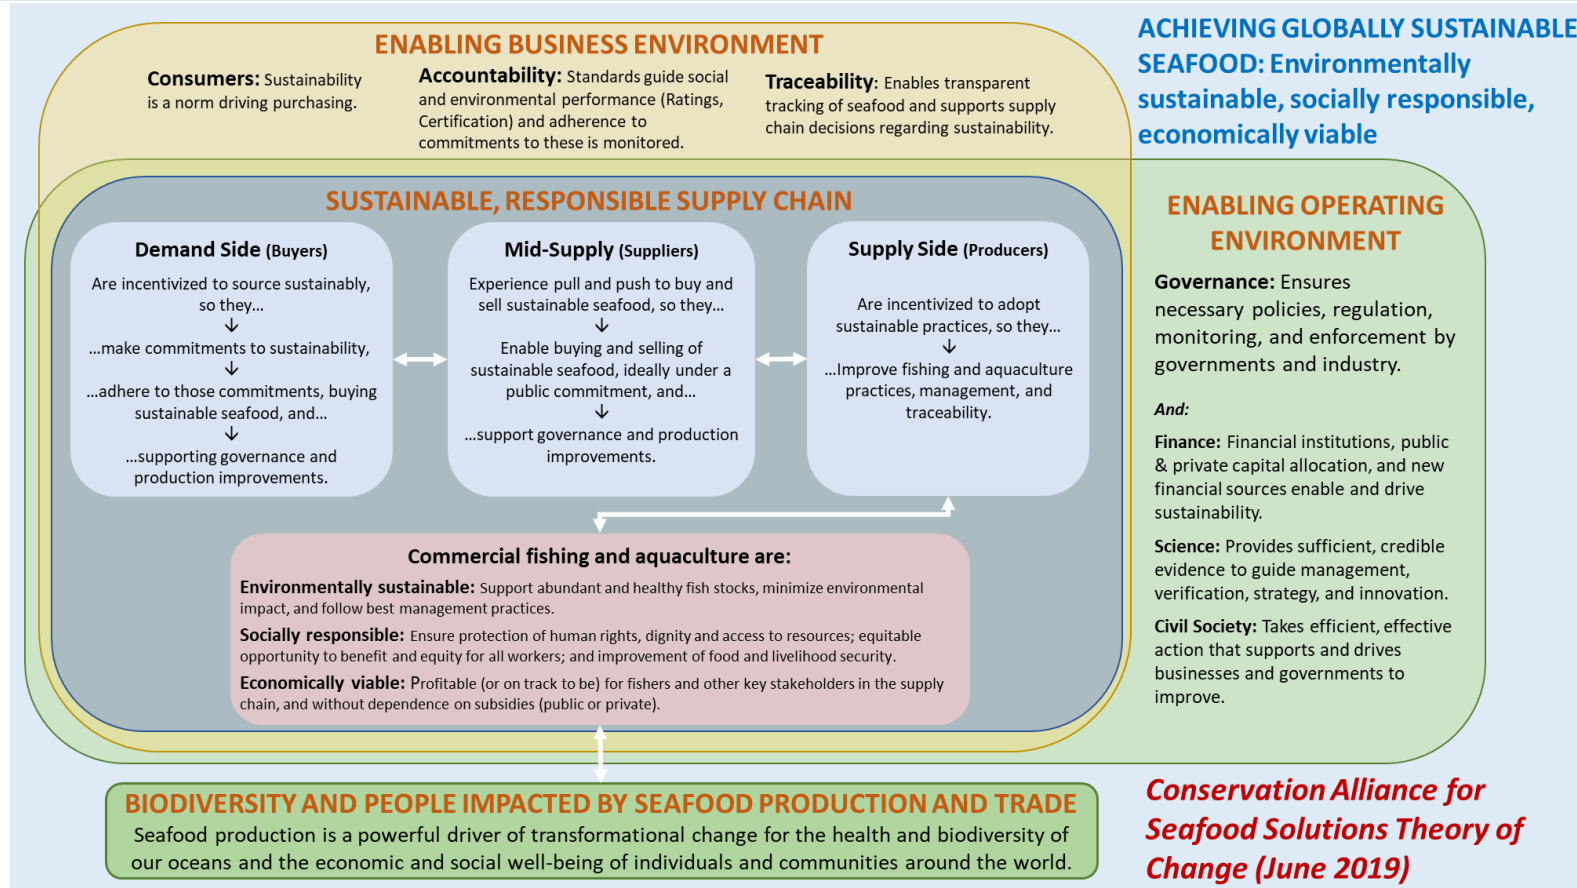 ENABLING BUSINESS ENVIRONMENT
Consumers: Sustainability
is a norm driving purchasing.
Accountability: Standards guide social
and environmental performance (Ratings,
Certification) and adherence to
commitments to these is monitored.
Traceability: Enables transparent
tracking of seafood and supports supply
chain decisions regarding sustainability.
ACHIEVING GLOBALLY SUSTAINABLE
SEAFOOD: Environmentally
sustainable, socially responsible,
economically viable
SUSTAINABLE, RESPONSIBLE SUPPLY CHAIN
Demand Side (Buyers)
Are incentivized to source sustainably,
so they...
...make commitments to sustainability,
...adhere to those commitments, buying
sustainable seafood, and...
...supporting governance and
production improvements.
Mid-Supply (Suppliers)
Experience pull and push to buy and
sell sustainable seafood, so they...
Enable buying and selling of
sustainable seafood, ideally under a
public commitment, and...
...support governance and production
improvements.
Supply Side (Producers)
Are incentivized to adopt
sustainable practices, so they...
...Improve fishing and aquaculture
practices, management, and
traceability.
ENABLING OPERATING
ENVIRONMENT
Governance: Ensures
necessary policies, regulation,
monitoring, and enforcement by
governments and industry.
And:
Finance: Financial institutions, public
& private capital allocation, and new
financial sources enable and drive
sustainability.
Science: Provides sufficient, credible
evidence to guide management,
verification, strategy, and innovation.
Civil Society: Takes efficient, effective
action that supports and drives
businesses and governments to
improve.
Commercial fishing and aquaculture are:
Environmentally sustainable: Support abundant and healthy fish stocks, minimize environmental
impact, and follow best management practices.
Socially responsible: Ensure protection of human rights, dignity and access to resources; equitable
opportunity to benefit and equity for all workers; and improvement of food and livelihood security.
Economically viable: Profitable (or on track to be) for fishers and other key stakeholders in the supply
chain, and without dependence on subsidies (public or private).
BIODIVERSITY AND PEOPLE IMPACTED BY SEAFOOD PRODUCTION AND TRADE
Seafood production is a powerful driver of transformational change for the health and biodiversity of
our oceans and the economic and social well-being of individuals and communities around the world.
Conservation Alliance for
Seafood Solutions Theory of
Change (June 2019)